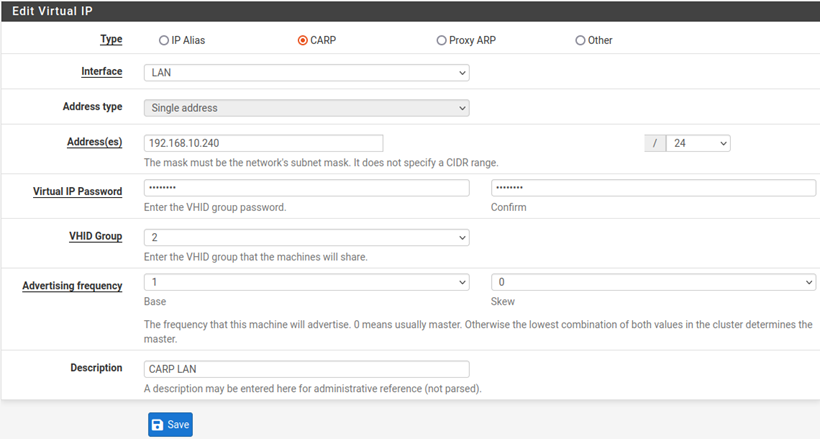 Edit Virtual IP
Type IP Alias CARP Proxy ARP Other
Interface LAN
Address type Single address
Address(es) 192.168.10.240 / 24
The mask must be the network's subnet mask. It does not specify a CIDR range.
Virtual IP Password •••••••• ••••••••
Enter the VHID group password. Confirm
VHID Group 2
Enter the VHID group that the machines will share.
Advertising frequency 1 0
Base Skew
The frequency that this machine will advertise. 0 means usually master. Otherwise the lowest combination of both values in the cluster determines the
master.
Description CARP LAN
A description may be entered here for administrative reference (not parsed).
Save